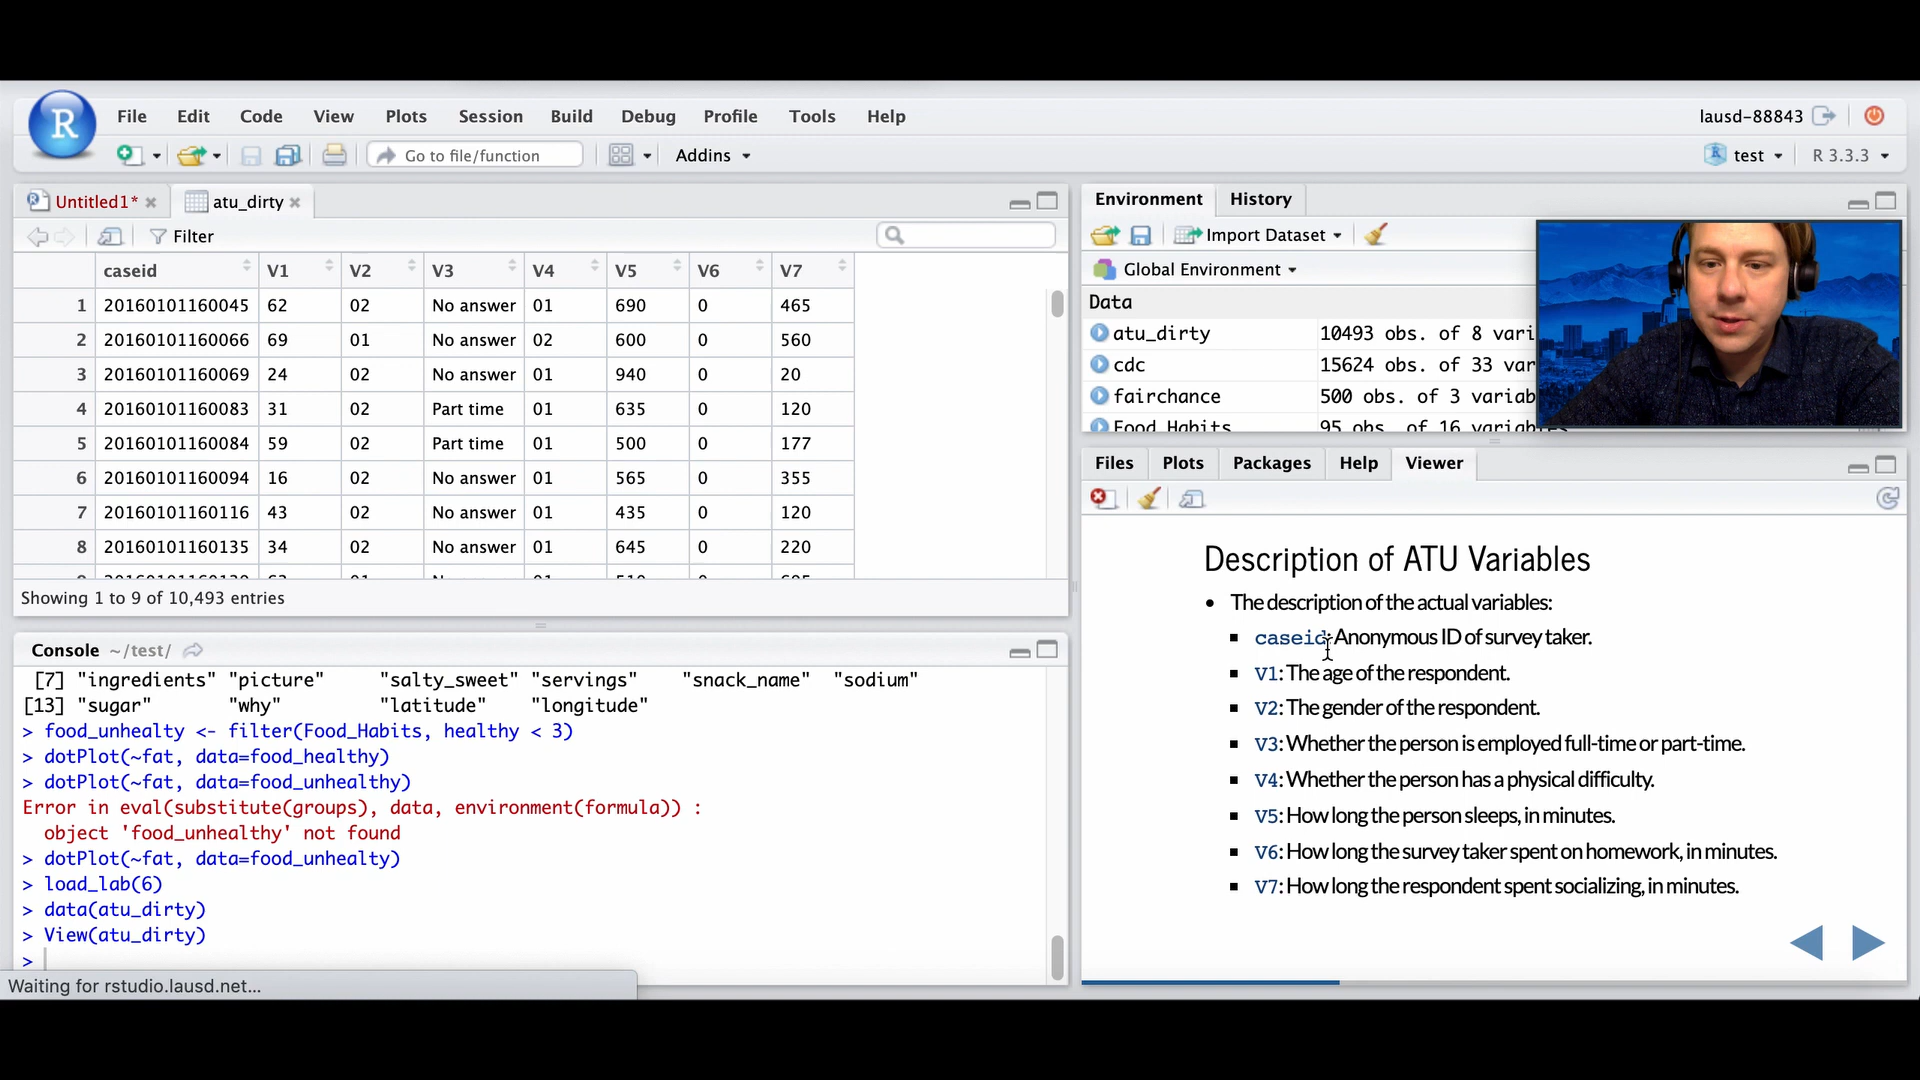 File Edit Code View Plots Session Build Debug Profile Tools Help
lausd-88843
Go to file/function
Addins
test
R 3.3.3
Untitled1*
atu_dirty
Filter
caseid V1 V2 V3 V4 V5 V6 V7
1 20160101160045 62 02 No answer 01 690 0 465
2 20160101160066 69 01 No answer 02 600 0 560
3 20160101160069 24 02 No answer 01 940 0 20
4 20160101160083 31 02 Part time 01 635 0 120
5 20160101160084 59 02 Part time 01 500 0 177
6 20160101160094 16 02 No answer 01 565 0 355
7 20160101160116 43 02 No answer 01 435 0 120
8 20160101160135 34 02 No answer 01 645 0 220
Showing 1 to 9 of 10,493 entries
Console ~/test/
[7] "ingredients" "picture" "salty_sweet" "servings" "snack_name" "sodium"
[13] "sugar" "why" "latitude" "longitude"
> food_unhealty <- filter(Food_Habits, healthy < 3)
> dotPlot(~fat, data=food_healthy)
> dotPlot(~fat, data=food_unhealthy)
Error in eval(substitute(groups), data, environment(formula)) :
object 'food_unhealthy' not found
> dotPlot(~fat, data=food_unhealty)
> load_lab(6)
> data(atu_dirty)
> View(atu_dirty)
>
Waiting for rstudio.lausd.net...
Environment History
Import Dataset
Global Environment
Data
atu_dirty 10493 obs. of 8 vari
cdc 15624 obs. of 33 var
fairchance 500 obs. of 3 variab
Food_Habits 95 obs. of 16 variables
Files Plots Packages Help Viewer
Description of ATU Variables
• The description of the actual variables:
▪ caseid: Anonymous ID of survey taker.
▪ V1: The age of the respondent.
▪ V2: The gender of the respondent.
▪ V3: Whether the person is employed full-time or part-time.
▪ V4: Whether the person has a physical difficulty.
▪ V5: How long the person sleeps, in minutes.
▪ V6: How long the survey taker spent on homework, in minutes.
▪ V7: How long the respondent spent socializing, in minutes.